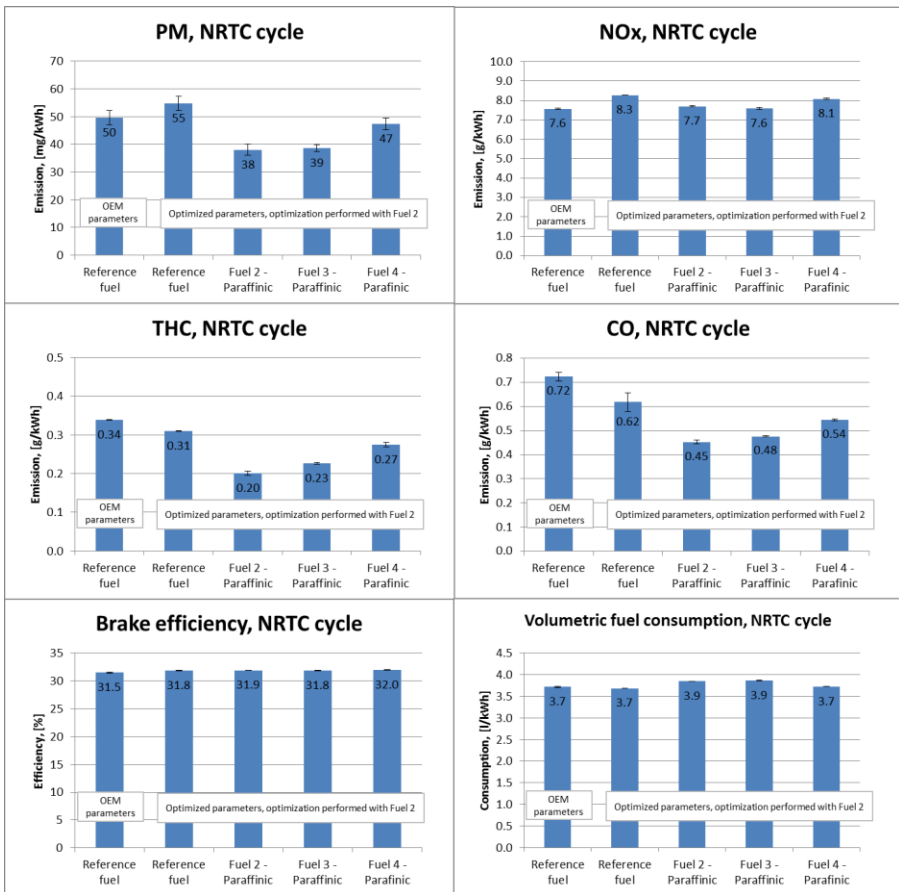 PM, NRTC cycle
Emission, [mg/kWh]
70
60
50
40
30
20
10
0
50
55
38
39
47
OEM
parameters
Optimized parameters, optimization performed with Fuel 2
Reference
fuel
Reference
fuel
Fuel 2 -
Paraffinic
Fuel 3 -
Paraffinic
Fuel 4 -
Parafinic
NOx, NRTC cycle
Emission, [g/kWh]
10.0
9.0
8.0
7.0
6.0
5.0
4.0
3.0
2.0
1.0
0.0
7.6
8.3
7.7
7.6
8.1
OEM
parameters
Optimized parameters, optimization performed with Fuel 2
Reference
fuel
Reference
fuel
Fuel 2 -
Paraffinic
Fuel 3 -
Paraffinic
Fuel 4 -
Parafinic
THC, NRTC cycle
Emission, [g/kWh]
0.5
0.4
0.3
0.2
0.1
0.0
0.34
0.31
0.20
0.23
0.27
OEM
parameters
Optimized parameters, optimization performed with Fuel 2
Reference
fuel
Reference
fuel
Fuel 2 -
Paraffinic
Fuel 3 -
Paraffinic
Fuel 4 -
Parafinic
CO, NRTC cycle
Emission, [g/kWh]
0.8
0.7
0.6
0.5
0.4
0.3
0.2
0.1
0.0
0.72
0.62
0.45
0.48
0.54
OEM
parameters
Optimized parameters, optimization performed with Fuel 2
Reference
fuel
Reference
fuel
Fuel 2 -
Paraffinic
Fuel 3 -
Paraffinic
Fuel 4 -
Parafinic
Brake efficiency, NRTC cycle
Efficiency, [%]
35
30
25
20
15
10
5
0
31.5
31.8
31.9
31.8
32.0
OEM
parameters
Optimized parameters, optimization performed with Fuel 2
Reference
fuel
Reference
fuel
Fuel 2 -
Paraffinic
Fuel 3 -
Paraffinic
Fuel 4 -
Parafinic
Volumetric fuel consumption, NRTC cycle
Consumption, [l/kWh]
4.5
4.0
3.5
3.0
2.5
2.0
1.5
1.0
0.5
0.0
3.7
3.7
3.9
3.9
3.7
OEM
parameters
Optimized parameters, optimization performed with Fuel 2
Reference
fuel
Reference
fuel
Fuel 2 -
Paraffinic
Fuel 3 -
Paraffinic
Fuel 4 -
Parafinic